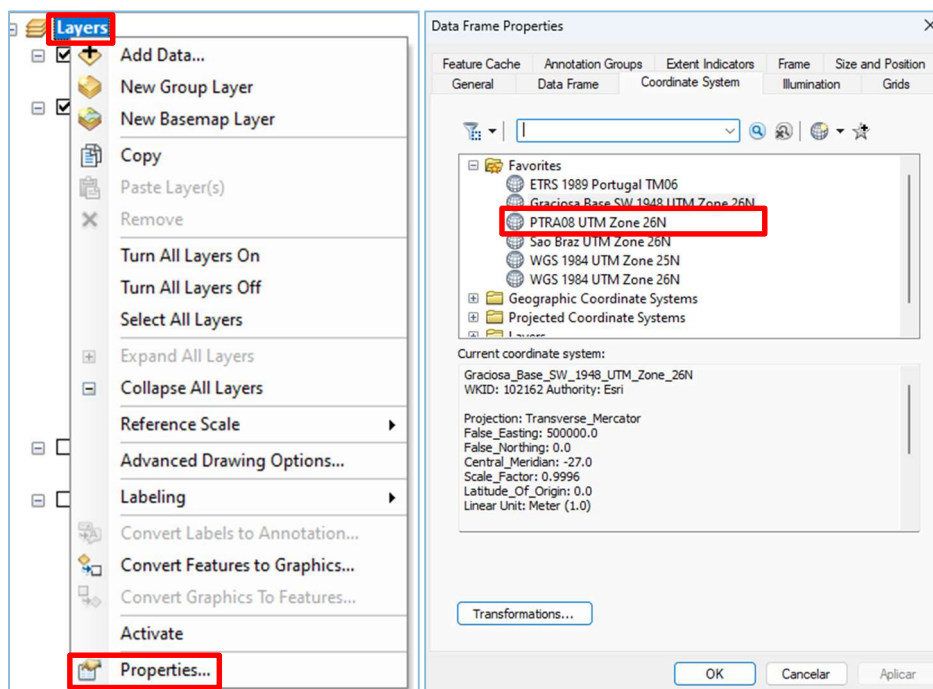 Layers
Add Data...
New Group Layer
New Basemap Layer
Copy
Paste Layer(s)
Remove
Turn All Layers On
Turn All Layers Off
Select All Layers
Expand All Layers
Collapse All Layers
Reference Scale
Advanced Drawing Options...
Labeling
Convert Labels to Annotation...
Convert Features to Graphics...
Convert Graphics To Features...
Activate
Properties...
Data Frame Properties
Feature Cache Annotation Groups Extent Indicators Frame Size and Position
General Data Frame Coordinate System Illumination Grids
Favorites
ETRS 1989 Portugal TM06
Graciosa Base SW 1948 UTM Zone 26N
PTRA08 UTM Zone 26N
Sao Braz UTM Zone 26N
WGS 1984 UTM Zone 25N
WGS 1984 UTM Zone 26N
Geographic Coordinate Systems
Projected Coordinate Systems
Layers
Current coordinate system:
Graciosa_Base_SW_1948_UTM_Zone_26N
WKID: 102162 Authority: Esri
Projection: Transverse_Mercator
False_Easting: 500000.0
False_Northing: 0.0
Central_Meridian: -27.0
Scale_Factor: 0.9996
Latitude_Of_Origin: 0.0
Linear Unit: Meter (1.0)
Transformations...
OK Cancelar Aplicar